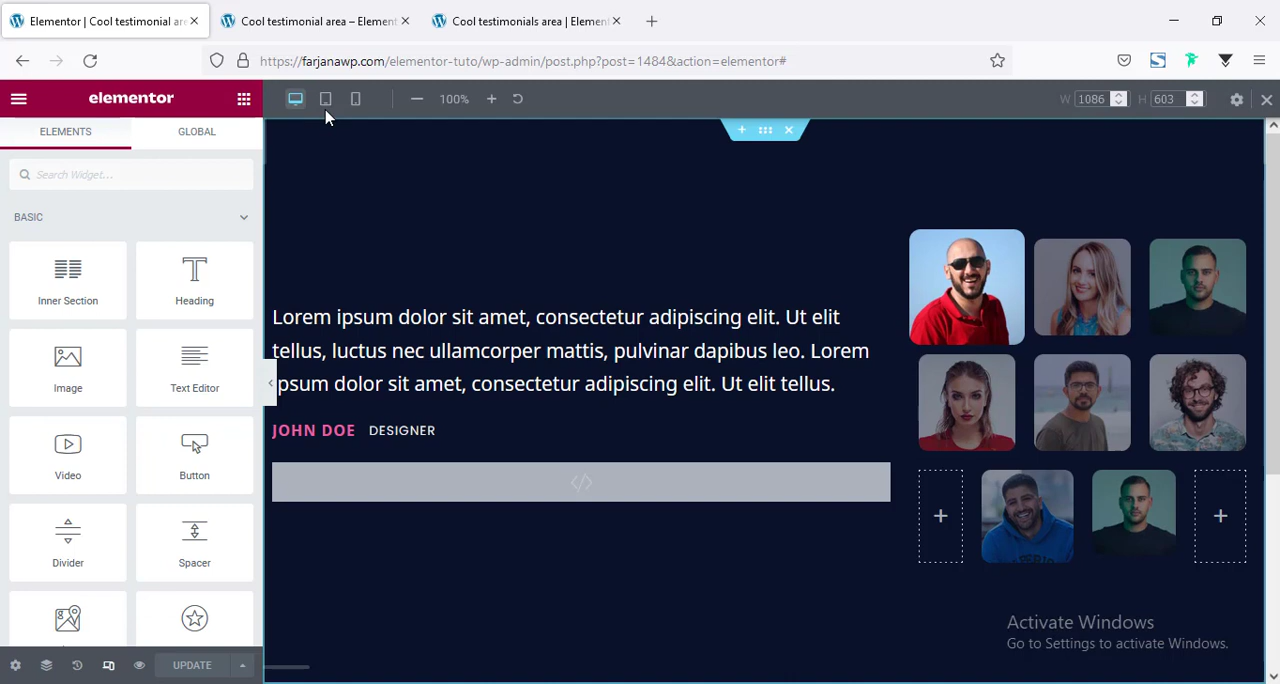 Elementor | Cool testimonial are
Cool testimonial area – Element
Cool testimonials area | Element
https://farjanawp.com/elementor-tuto/wp-admin/post.php?post=1484&action=elementor#
elementor
100%
W 1086
H 603
ELEMENTS
GLOBAL
Search Widget...
BASIC
Inner Section
Heading
Image
Text Editor
Video
Button
Divider
Spacer
UPDATE
Lorem ipsum dolor sit amet, consectetur adipiscing elit. Ut elit
tellus, luctus nec ullamcorper mattis, pulvinar dapibus leo. Lorem
ipsum dolor sit amet, consectetur adipiscing elit. Ut elit tellus.
JOHN DOE DESIGNER
Activate Windows
Go to Settings to activate Windows.